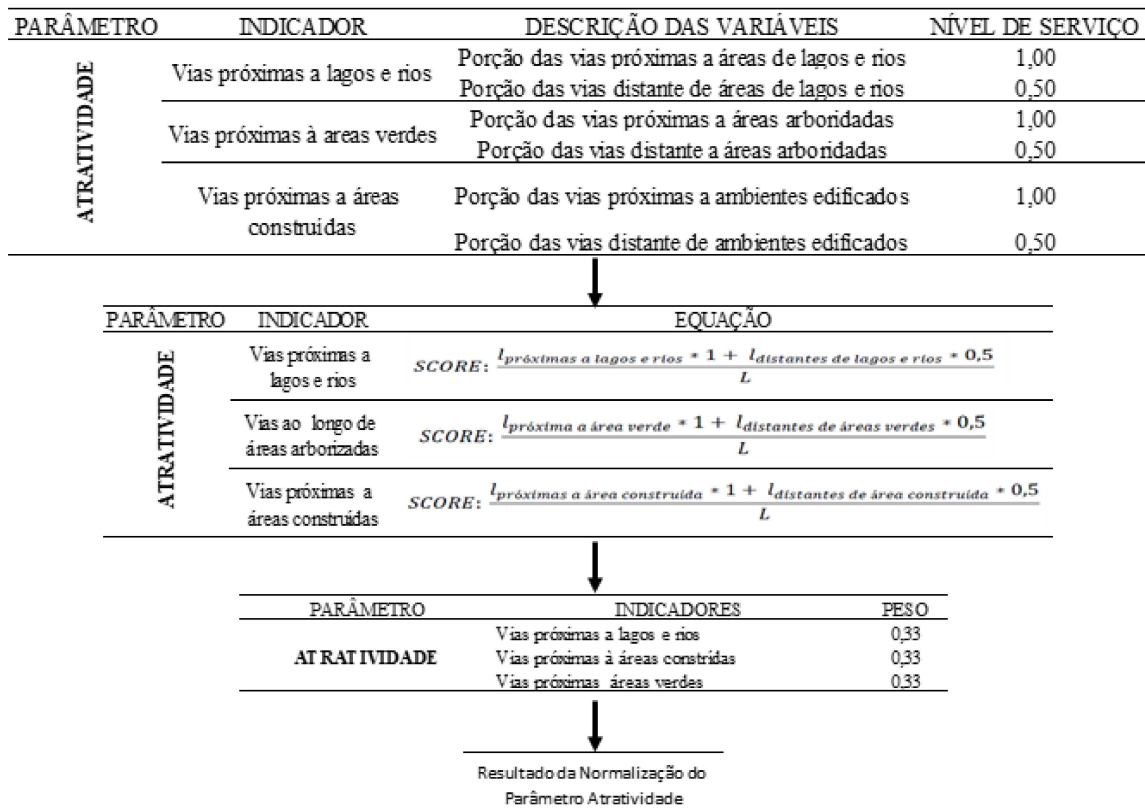 PARÂMETRO INDICADOR DESCRIÇÃO DAS VARIÁVEIS NÍVEL DE SERVIÇO
ATRATIVIDADE
Vias próximas a lagos e rios
Porção das vias próximas a áreas de lagos e rios 1,00
Porção das vias distante de áreas de lagos e rios 0,50
Vias próximas à areas verdes
Porção das vias próximas a áreas arboridadas 1,00
Porção das vias distante a áreas arboridadas 0,50
Vias próximas a áreas
construídas
Porção das vias próximas a ambientes edificados 1,00
Porção das vias distante de ambientes edificados 0,50
PARÂMETRO INDICADOR EQUAÇÃO
ATRATIVIDADE
Vias próximas a
lagos e rios
SCORE: l próximas a lagos e rios * 1 + l distantes de lagos e rios * 0,5
L
Vias ao longo de
áreas arborizadas
SCORE: l próxima a área verde * 1 + l distantes de áreas verdes * 0,5
L
Vias próximas a
áreas construídas
SCORE: l próximas a área construída * 1 + l distantes de área construída * 0,5
L
PARÂMETRO INDICADORES PESO
ATRATIVIDADE
Vias próximas a lagos e rios 0,33
Vias próximas à áreas constridas 0,33
Vias próximas áreas verdes 0,33
Resultado da Normalização do
Parâmetro Atratividade